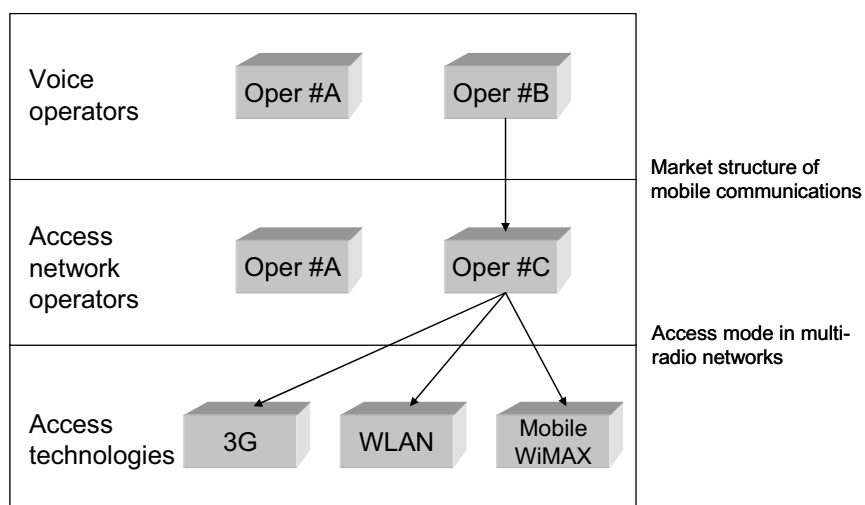 Voice
operators
Oper #A
Oper #B
Market structure of
mobile communications
Access
network
operators
Oper #A
Oper #C
Access mode in multi-
radio networks
Access
technologies
3G
WLAN
Mobile
WiMAX